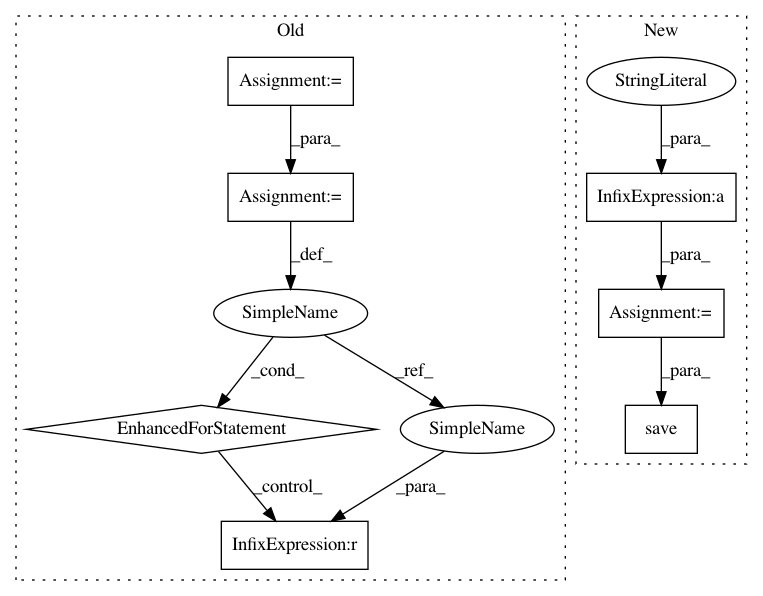 Old
New
Assignment:=
StringLiteral
_para_
_para_
Assignment:=
InfixExpression:a
_def_
_para_
SimpleName
Assignment:=
_cond_
_ref_
_para_
EnhancedForStatement
SimpleName
save
_control_
_para_
InfixExpression:r